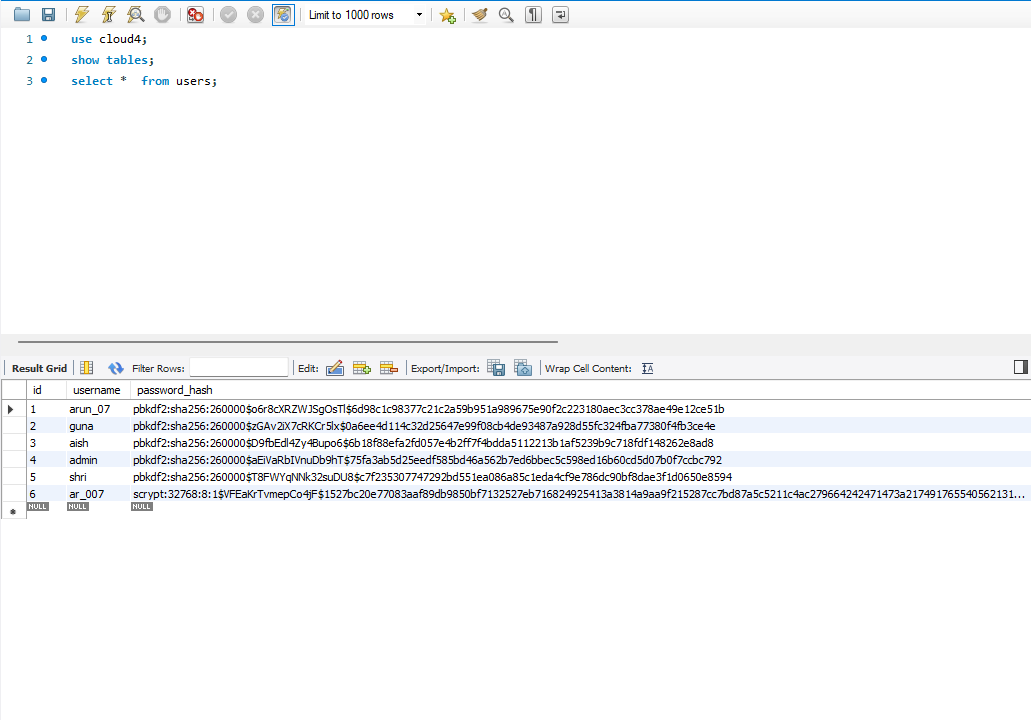 Limit to 1000 rows
1 use cloud4;
2 show tables;
3 select * from users;
Result Grid Filter Rows: Edit: Export/Import: Wrap Cell Content:
id username password_hash
1 arun_07 pbkdf2:sha256:260000$o6r8cXRZWJSgOsTl$6d98c1c98377c21c2a59b951a989675e90f2c223180aec3cc378ae49e12ce51b
2 guna pbkdf2:sha256:260000$zGAv2iX7cRKCr5lx$0a6ee4d114c32d25647e99f08cb4de93487a928d55fc324fba77380f4fb3ce4e
3 aish pbkdf2:sha256:260000$D9fbEdl4Zy4Bupo6$6b18f88efa2fd057e4b2ff7f4bdda5112213b1af5239b9c718fdf148262e8ad8
4 admin pbkdf2:sha256:260000$aEiVaRbIVnuDb9hT$75fa3ab5d25eedf585bd46a562b7ed6bbec5c598ed16b60cd5d07b0f7ccbc792
5 shri pbkdf2:sha256:260000$T8FWYqNNk32suDU8$c7f235307747292bd551ea086a85c1eda4cf9e786dc90bf8dae3f1d0650e8594
6 ar_007 scrypt:32768:8:1$VFEaKrTvmepCo4jF$1527bc20e77083aaf89db9850bf7132527eb716824925413a3814a9aa9f215287cc7bd87a5c5211c4ac279664242471473a217491765540562131...
NULL NULL NULL